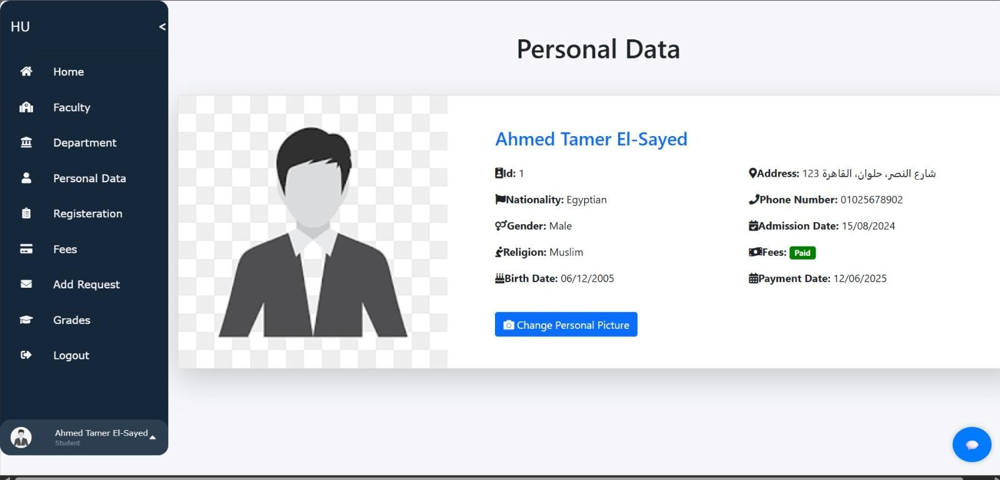 HU <
Home
Faculty
Department
Personal Data
Registeration
Fees
Add Request
Grades
Logout
Ahmed Tamer El-Sayed
Student
Personal Data
Ahmed Tamer El-Sayed
Id: 1
Nationality: Egyptian
Gender: Male
Religion: Muslim
Birth Date: 06/12/2005
Address: 123 شارع النصر، حلوان، القاهرة
Phone Number: 01025678902
Admission Date: 15/08/2024
Fees: Paid
Payment Date: 12/06/2025
Change Personal Picture